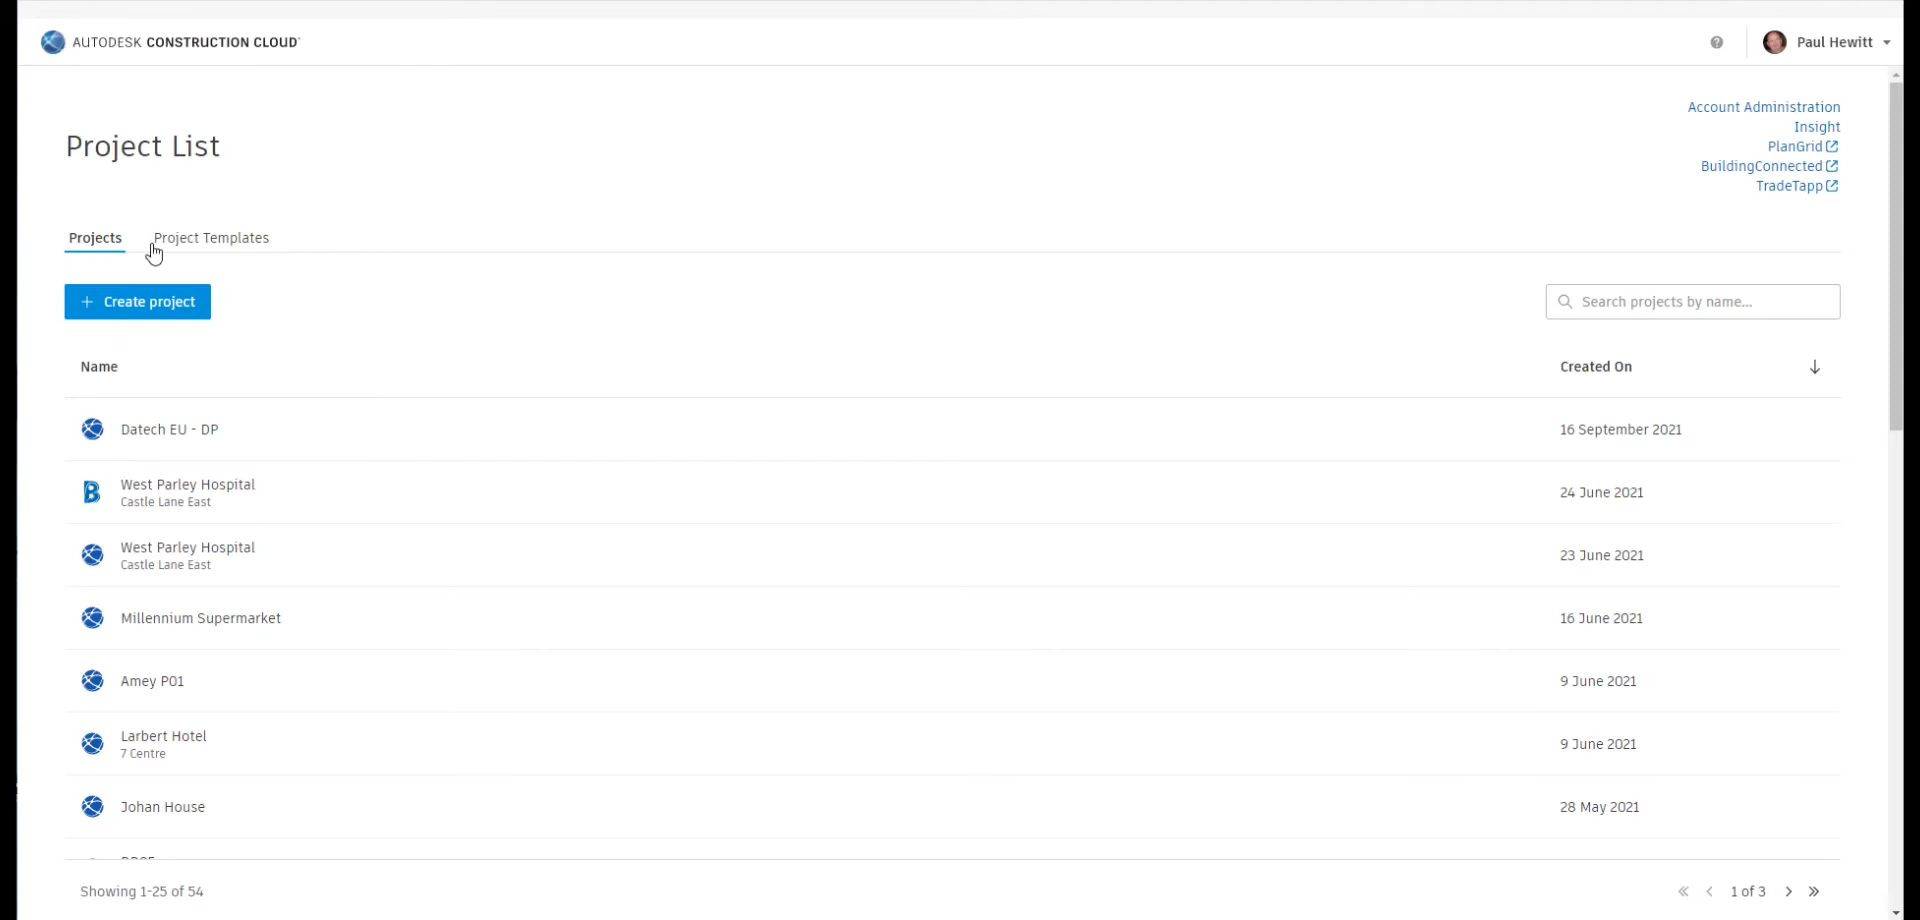 AUTODESK CONSTRUCTION CLOUD
Paul Hewitt
Account Administration
Insight
PlanGrid
BuildingConnected
TradeTapp
Project List
Projects
Project Templates
+ Create project
Search projects by name...
Name
Created On
Datech EU - DP
16 September 2021
West Parley Hospital
Castle Lane East
24 June 2021
West Parley Hospital
Castle Lane East
23 June 2021
Millennium Supermarket
16 June 2021
Amey P01
9 June 2021
Larbert Hotel
7 Centre
9 June 2021
Johan House
28 May 2021
Showing 1-25 of 54
1 of 3